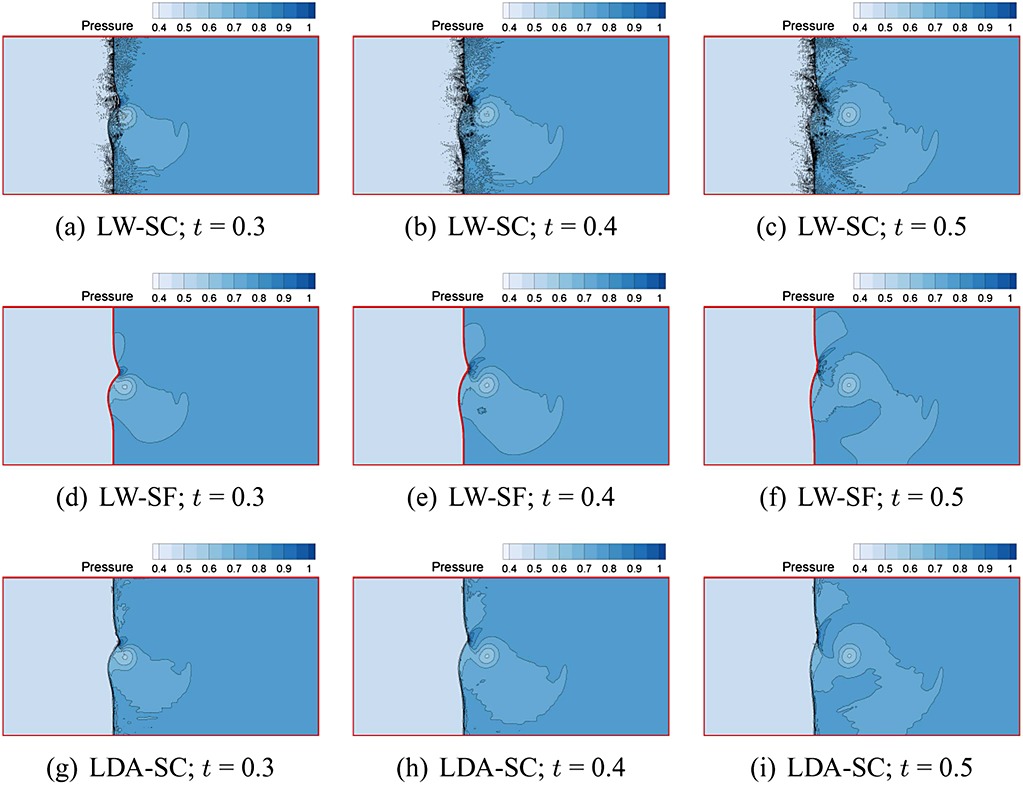 Pressure 0.4 0.5 0.6 0.7 0.8 0.9 1
Pressure 0.4 0.5 0.6 0.7 0.8 0.9 1
Pressure 0.4 0.5 0.6 0.7 0.8 0.9 1
(a) LW-SC; t = 0.3
(b) LW-SC; t = 0.4
(c) LW-SC; t = 0.5
Pressure 0.4 0.5 0.6 0.7 0.8 0.9 1
Pressure 0.4 0.5 0.6 0.7 0.8 0.9 1
Pressure 0.4 0.5 0.6 0.7 0.8 0.9 1
(d) LW-SF; t = 0.3
(e) LW-SF; t = 0.4
(f) LW-SF; t = 0.5
Pressure 0.4 0.5 0.6 0.7 0.8 0.9 1
Pressure 0.4 0.5 0.6 0.7 0.8 0.9 1
Pressure 0.4 0.5 0.6 0.7 0.8 0.9 1
(g) LDA-SC; t = 0.3
(h) LDA-SC; t = 0.4
(i) LDA-SC; t = 0.5